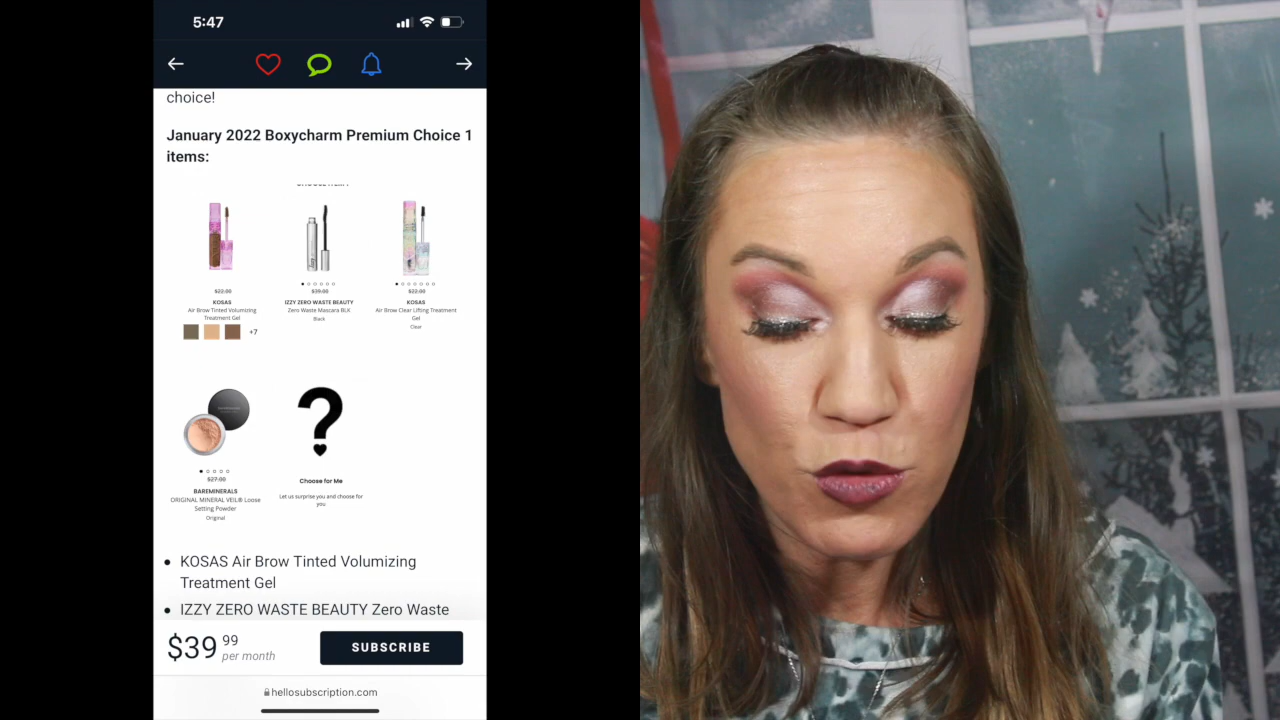 5:47
choice!
January 2022 Boxycharm Premium Choice 1
items:
$22.00
KOSAS
Air Brow Tinted Volumizing
Treatment Gel
+7
$39.00
IZZY ZERO WASTE BEAUTY
Zero Waste Mascara BLK
Black
$22.00
KOSAS
Air Brow Clear Lifting Treatment
Gel
Clear
$27.00
BAREMINERALS
ORIGINAL MINERAL VEIL® Loose
Setting Powder
Original
?
Choose for Me
Let us surprise you and choose for
you
• KOSAS Air Brow Tinted Volumizing
Treatment Gel
• IZZY ZERO WASTE BEAUTY Zero Waste
$39 99
per month
SUBSCRIBE
hellosubscription.com